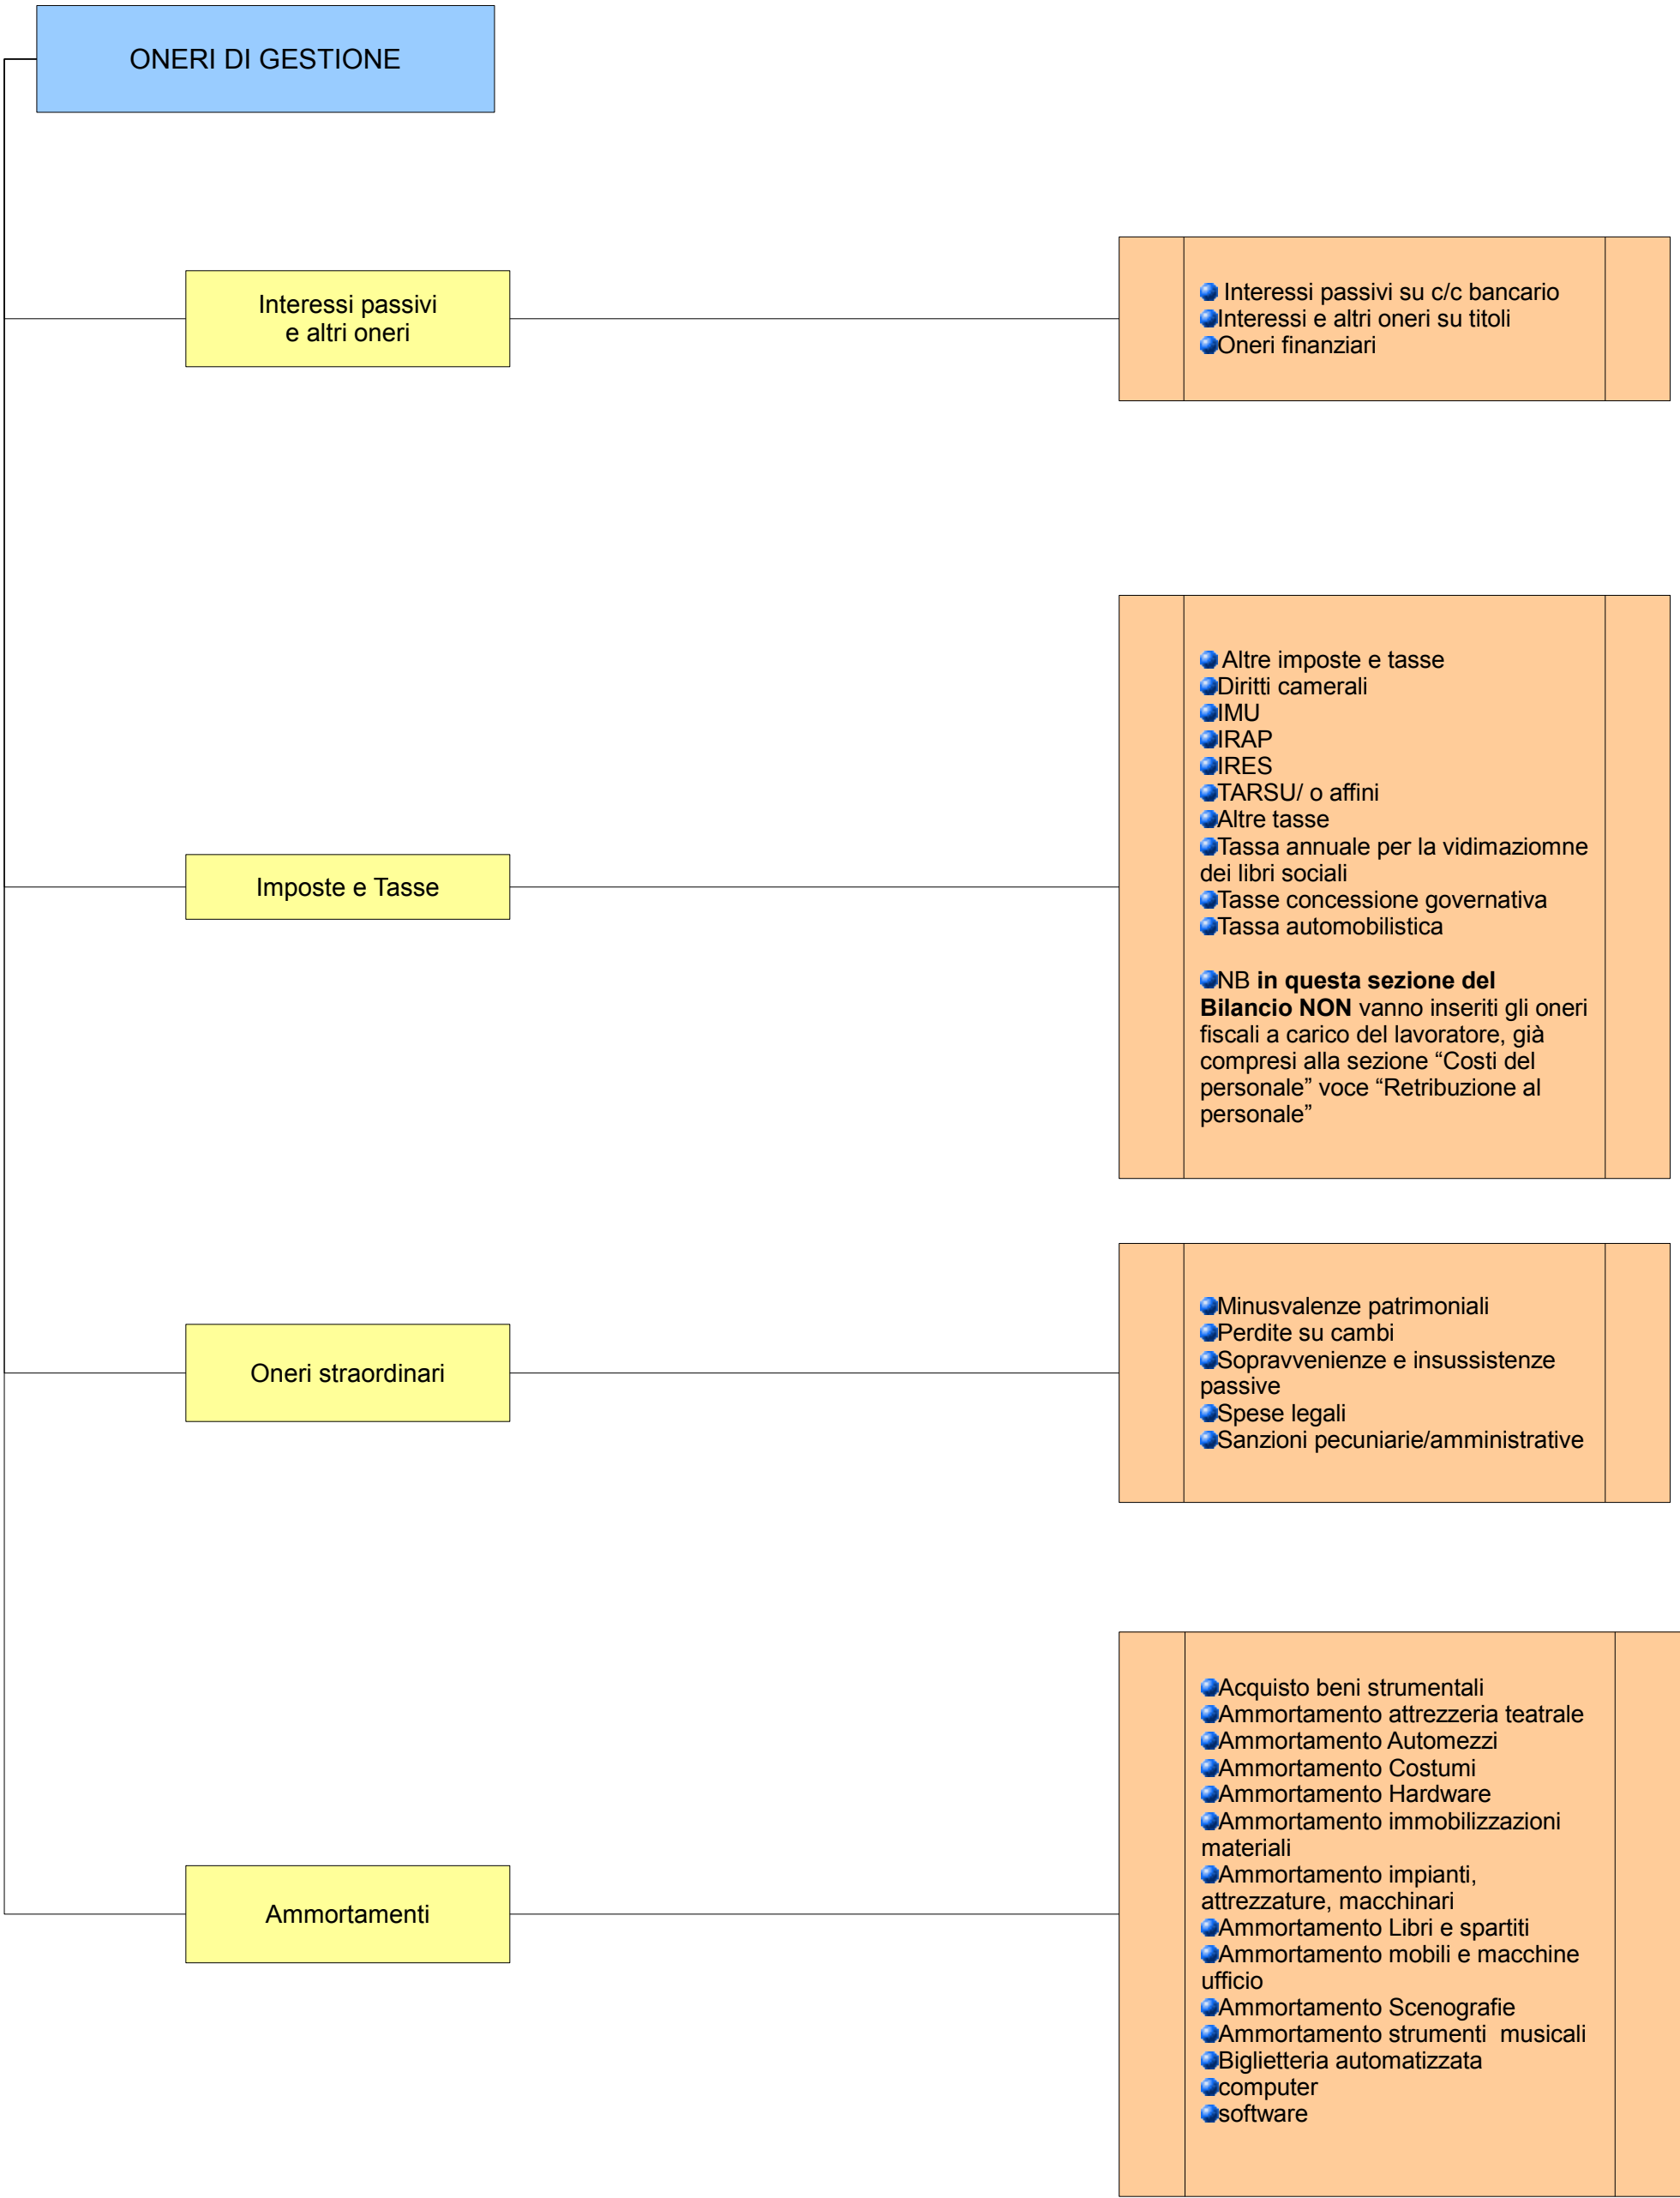 ONERI DI GESTIONE
Interessi passivi
e altri oneri
Interessi passivi su c/c bancario
Interessi e altri oneri su titoli
Oneri finanziari
Imposte e Tasse
Altre imposte e tasse
Diritti camerali
IMU
IRAP
IRES
TARSU/ o affini
Altre tasse
Tassa annuale per la vidimaziomne
dei libri sociali
Tasse concessione governativa
Tassa automobilistica
NB in questa sezione del
Bilancio NON vanno inseriti gli oneri
fiscali a carico del lavoratore, già
compresi alla sezione “Costi del
personale” voce “Retribuzione al
personale”
Oneri straordinari
Minusvalenze patrimoniali
Perdite su cambi
Sopravvenienze e insussistenze
passive
Spese legali
Sanzioni pecuniarie/amministrative
Ammortamenti
Acquisto beni strumentali
Ammortamento attrezzeria teatrale
Ammortamento Automezzi
Ammortamento Costumi
Ammortamento Hardware
Ammortamento immobilizzazioni
materiali
Ammortamento impianti,
attrezzature, macchinari
Ammortamento Libri e spartiti
Ammortamento mobili e macchine
ufficio
Ammortamento Scenografie
Ammortamento strumenti  musicali
Biglietteria automatizzata
computer
software